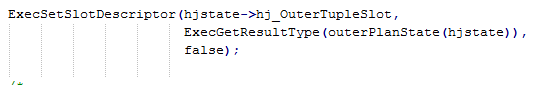 ExecSetSlotDescriptor(hjstate->hj_OuterTupleSlot,
ExecGetResultType(outerPlanState(hjstate)),
false);
/*